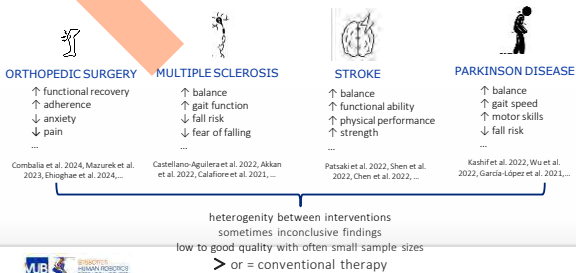 ORTHOPEDIC SURGERY
↑ functional recovery
↑ adherence
↓ anxiety
↓ pain
...
Combalia et al. 2024, Mazurek et al.
2023, Ehioghae et al. 2024,...
MULTIPLE SCLEROSIS
↑ balance
↑ gait function
↓ fall risk
↓ fear of falling
...
Castellano-Aguilera et al. 2022, Akkan
et al. 2022, Calafiore et al. 2021, ...
STROKE
↑ balance
↑ functional ability
↑ physical performance
↑ strength
...
Patsaki et al. 2022, Shen et al.
2022, Chen et al. 2022, ...
PARKINSON DISEASE
↑ balance
↑ gait speed
↑ motor skills
↓ fall risk
...
Kashif et al. 2022, Wu et al.
2022, García-López et al. 2021,...
heterogenity between interventions
sometimes inconclusive findings
low to good quality with often small sample sizes
> or = conventional therapy
VUB
HUMAN ROBOTICS